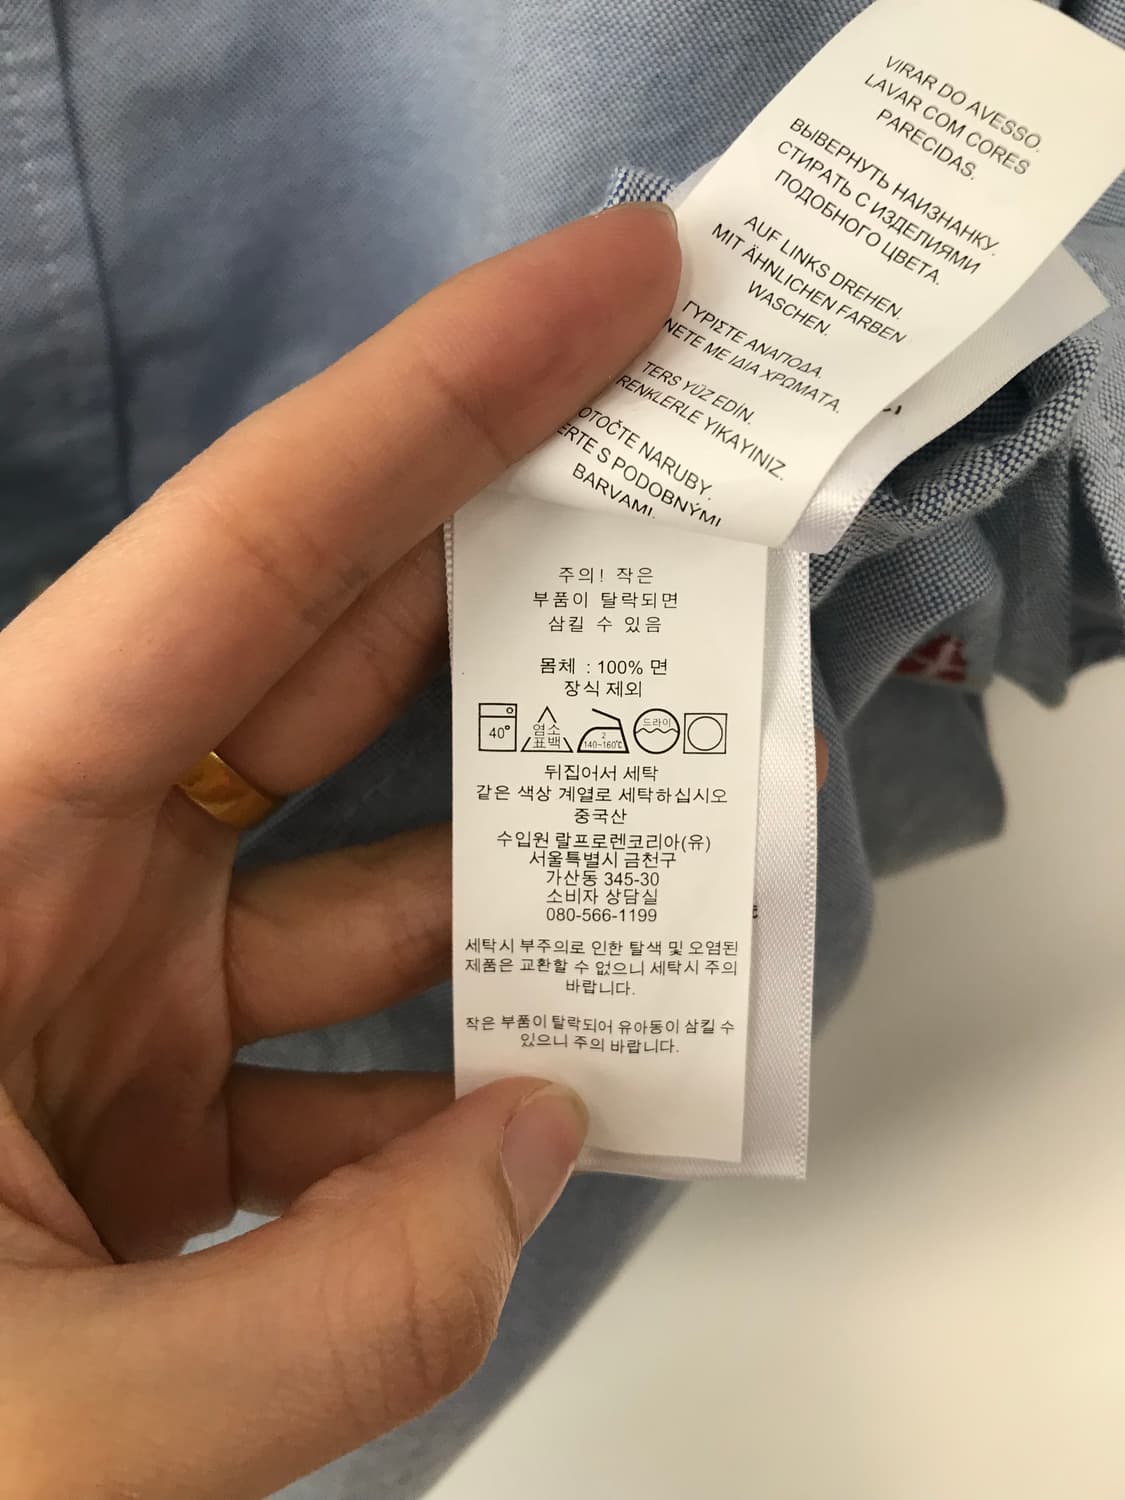 VIRAR DO AVESSO.
LAVAR COM CORES
PARECIDAS.
ВЫВЕРНУТЬ НАИЗНАНКУ.
СТИРАТЬ С ИЗДЕЛИЯМИ
ПОДОБНОГО ЦВЕТА.
AUF LINKS DREHEN.
MIT ÄHNLICHEN FARBEN
WASCHEN.
ΓΥΡΙΣΤΕ ΑΝΑΠΟΔΑ.
ΝΕΤΕ ΜΕ ΙΔΙΑ ΧΡΩΜΑΤΑ.
TERS YÜZ EDİN.
RENKLERLE YIKAYINIZ.
OTOČTE NARUBY.
ERTE S PODOBNÝMI
BARVAMI.
주의! 작은
부품이 탈락되면
삼킬 수 있음
몸체 : 100% 면
장식 제외
40° 염소 표백 2 140~160℃ 드라이
뒤집어서 세탁
같은 색상 계열로 세탁하십시오
중국산
수입원 랄프로렌코리아(유)
서울특별시 금천구
가산동 345-30
소비자 상담실
080-566-1199
세탁시 부주의로 인한 탈색 및 오염된
제품은 교환할 수 없으니 세탁시 주의
바랍니다.
작은 부품이 탈락되어 유아동이 삼킬 수
있으니 주의 바랍니다.